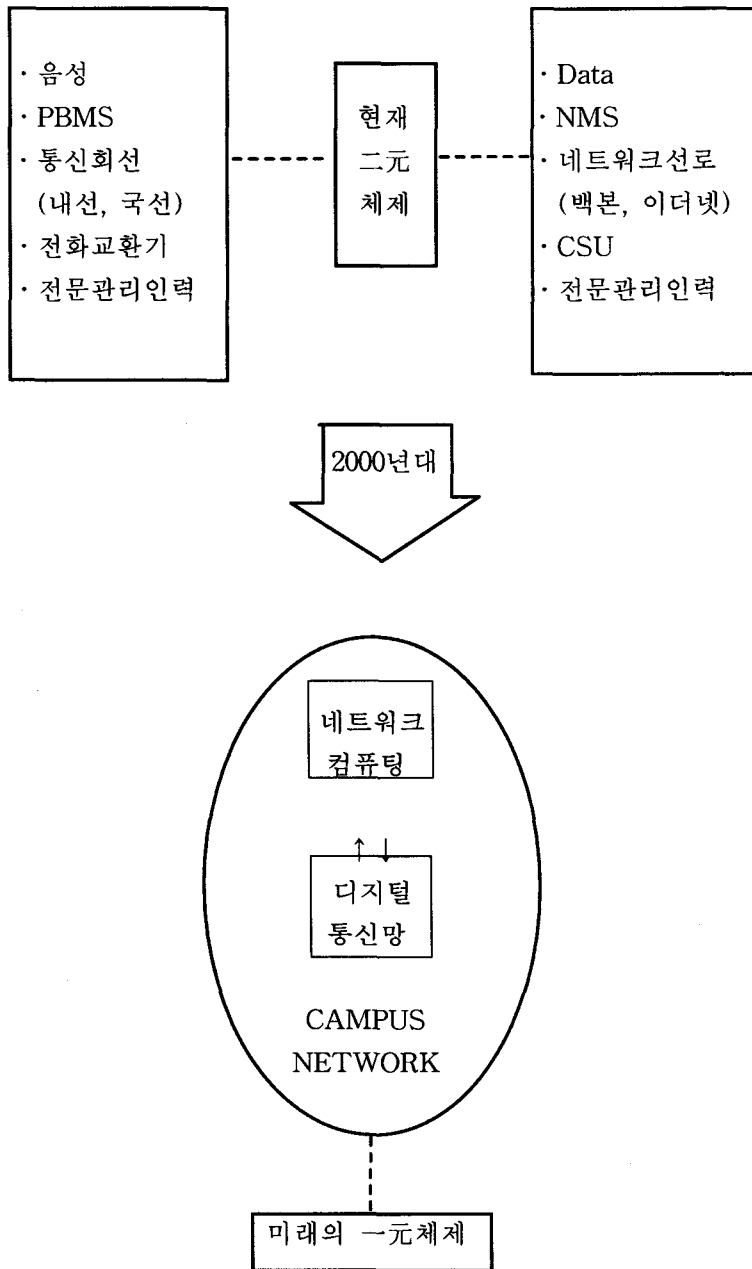 · 음성
· PBMS
· 통신회선
(내선, 국선)
· 전화교환기
· 전문관리인력
현재
二元
체제
· Data
· NMS
· 네트워크선로
(백본, 이더넷)
· CSU
· 전문관리인력
2000년대
네트워크
컴퓨팅
↑ ↓
디지털
통신망
CAMPUS
NETWORK
미래의 一元체제